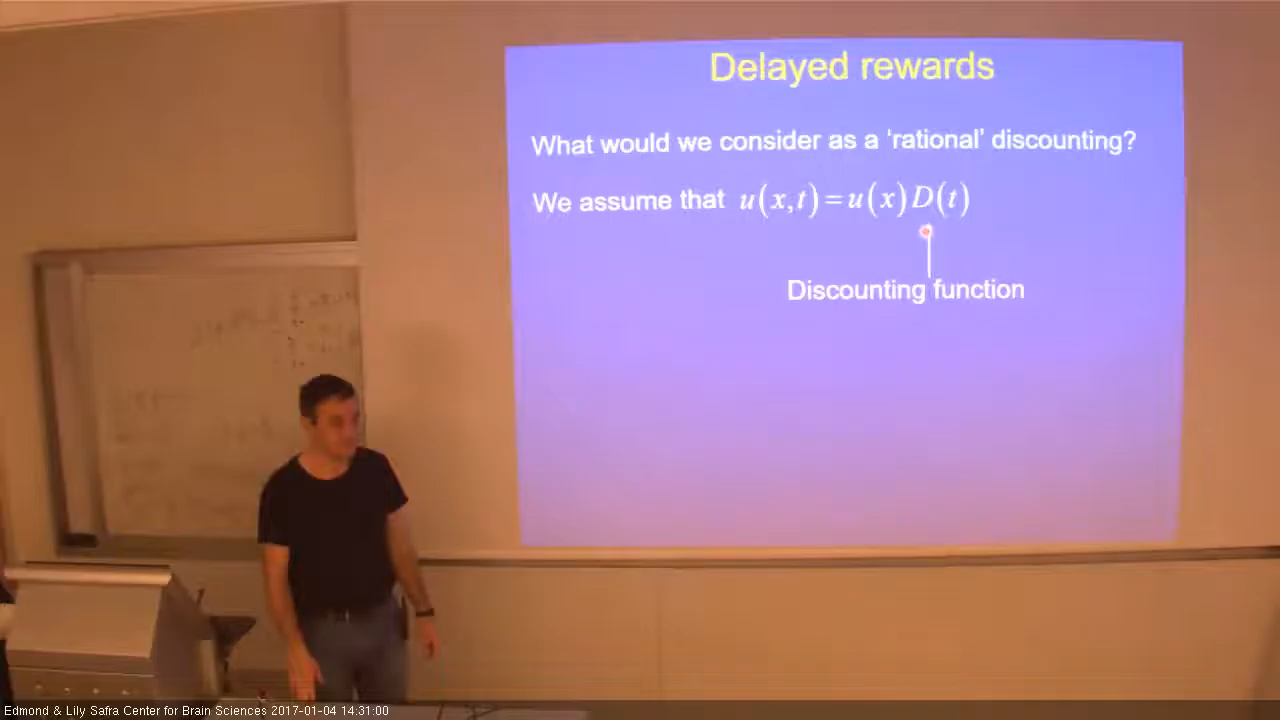 Delayed rewards
What would we consider as a ‘rational’ discounting?
We assume that u(x,t)=u(x)D(t)
Discounting function
Edmond & Lily Safra Center for Brain Sciences 2017-01-04 14:31:00